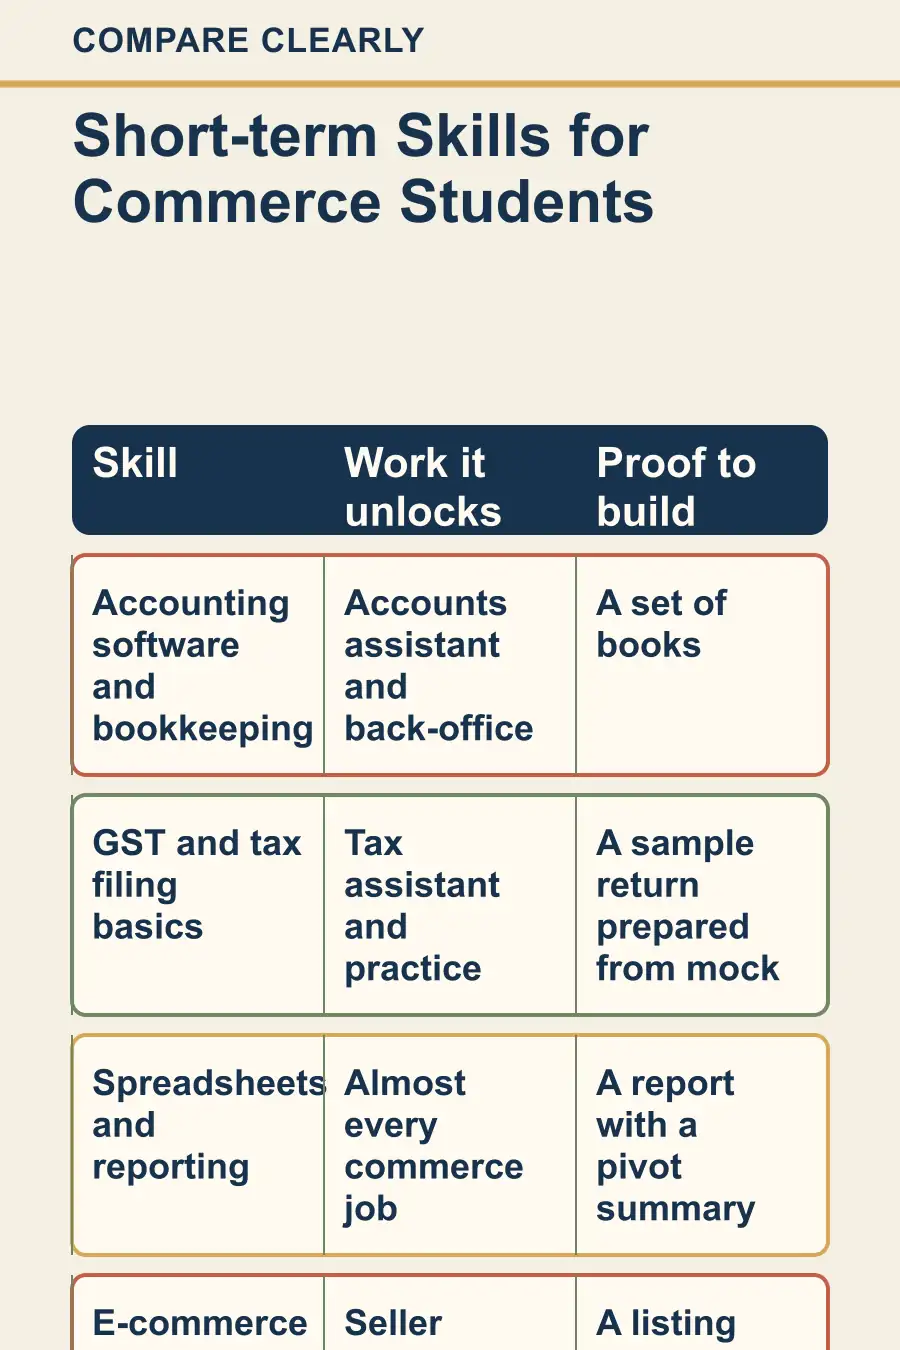 COMPARE CLEARLY
Short-term Skills for
Commerce Students
Skill
Work it
unlocks
Proof to
build
Accounting
software
and
bookkeeping
Accounts
assistant
and
back-office
A set of
books
GST and tax
filing
basics
Tax
assistant
and
practice
A sample
return
prepared
from mock
Spreadsheets
and
reporting
Almost
every
commerce
job
A report
with a
pivot
summary
E-commerce
Seller
A listing